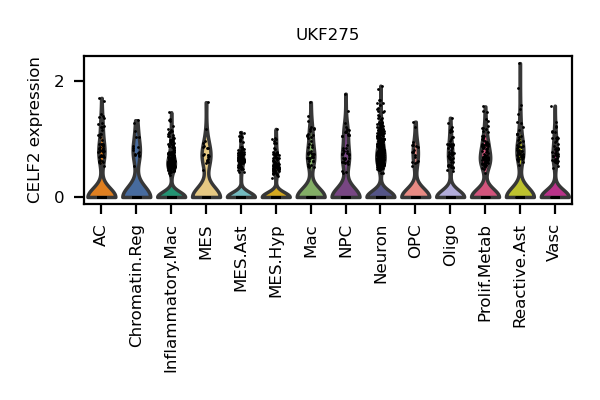 UKF275
CELF2 expression
2
0
AC
Chromatin.Reg
Inflammatory.Mac
MES
MES.Ast
MES.Hyp
Mac
NPC
Neuron
OPC
Oligo
Prolif.Metab
Reactive.Ast
Vasc